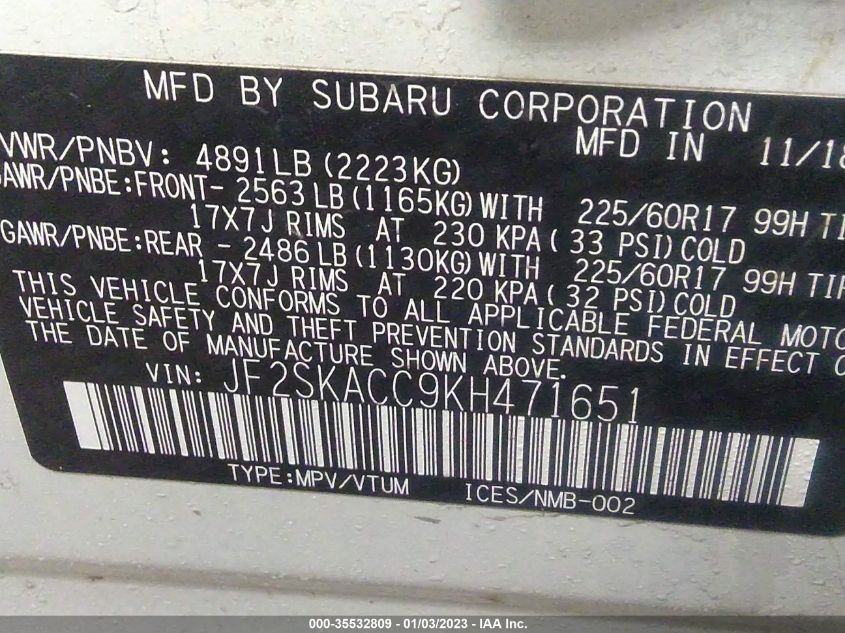 MFD BY SUBARU CORPORATION
MFD IN 11/18
VWR/PNBV: 4891LB (2223KG)
GAWR/PNBE:FRONT- 2563 LB (1165KG) WITH 225/60R17 99H TI
17X7J RIMS AT 230 KPA ( 33 PSI) COLD
GAWR/PNBE:REAR - 2486 LB (1130KG) WITH 225/60R17 99H TIR
17X7J RIMS AT 220 KPA ( 32 PSI) COLD
THIS VEHICLE CONFORMS TO ALL APPLICABLE FEDERAL MOTO
VEHICLE SAFETY AND THEFT PREVENTION STANDARDS IN EFFECT O
THE DATE OF MANUFACTURE SHOWN ABOVE.
VIN: JF2SKACC9KH471651
TYPE:MPV/VTUM ICES/NMB-002
000-35532809 - 01/03/2023 - IAA Inc.